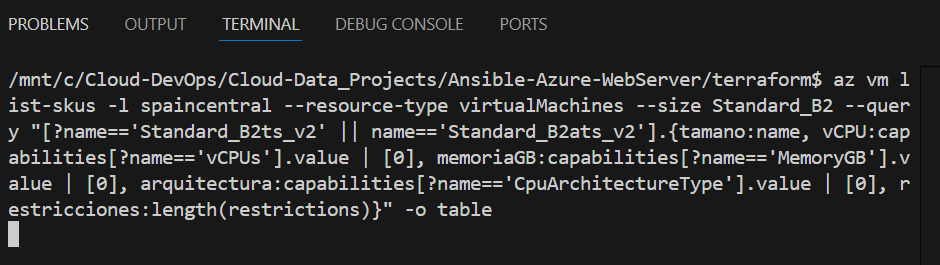 PROBLEMS OUTPUT TERMINAL DEBUG CONSOLE PORTS
/mnt/c/Cloud-DevOps/Cloud-Data_Projects/Ansible-Azure-WebServer/terraform$ az vm l
ist-skus -l spaincentral --resource-type virtualMachines --size Standard_B2 --quer
y "[?name=='Standard_B2ts_v2' || name=='Standard_B2ats_v2'].{tamano:name, vCPU:cap
abilities[?name=='vCPUs'].value | [0], memoriaGB:capabilities[?name=='MemoryGB'].v
alue | [0], arquitectura:capabilities[?name=='CpuArchitectureType'].value | [0], r
estricciones:length(restrictions)}" -o table